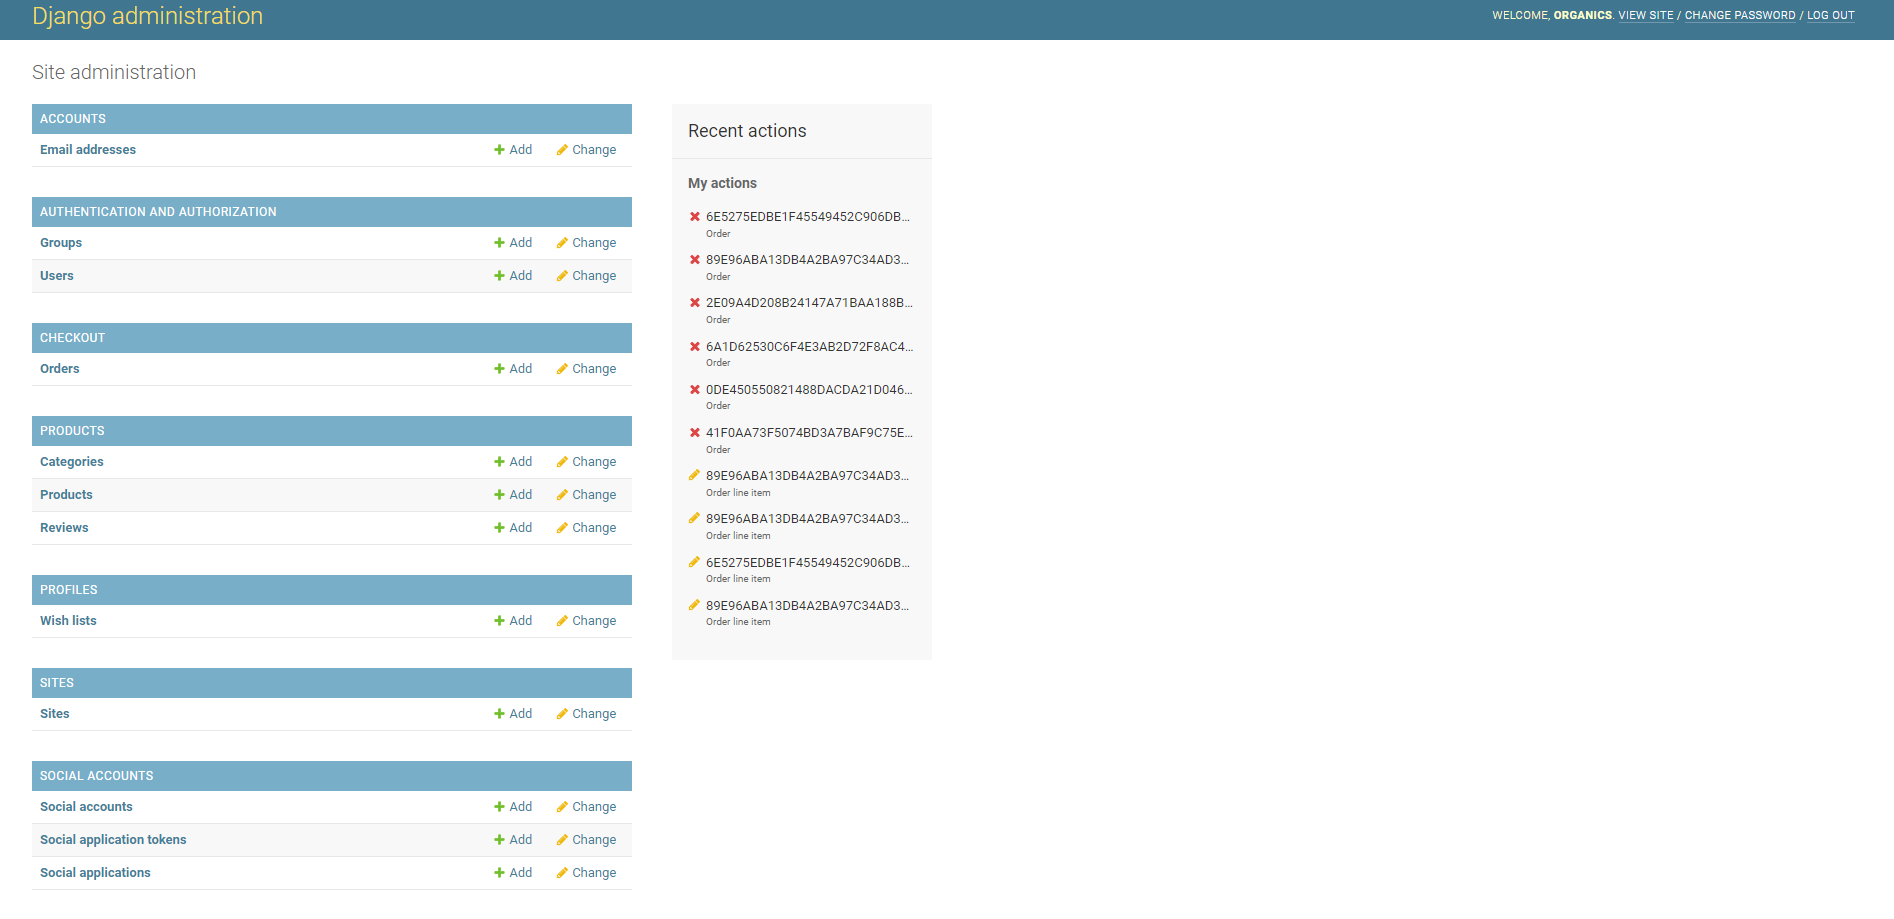 Django administration
WELCOME, ORGANICS. VIEW SITE / CHANGE PASSWORD / LOG OUT
Site administration
ACCOUNTS
Email addresses Add Change
AUTHENTICATION AND AUTHORIZATION
Groups Add Change
Users Add Change
CHECKOUT
Orders Add Change
PRODUCTS
Categories Add Change
Products Add Change
Reviews Add Change
PROFILES
Wish lists Add Change
SITES
Sites Add Change
SOCIAL ACCOUNTS
Social accounts Add Change
Social application tokens Add Change
Social applications Add Change
Recent actions
My actions
6E5275EDBE1F45549452C906DB...
Order
89E96ABA13DB4A2BA97C34AD3...
Order
2E09A4D208B24147A71BAA188B...
Order
6A1D62530C6F4E3AB2D72F8AC4...
Order
0DE450550821488DACDA21D046...
Order
41F0AA73F5074BD3A7BAF9C75E...
Order
89E96ABA13DB4A2BA97C34AD3...
Order line item
89E96ABA13DB4A2BA97C34AD3...
Order line item
6E5275EDBE1F45549452C906DB...
Order line item
89E96ABA13DB4A2BA97C34AD3...
Order line item